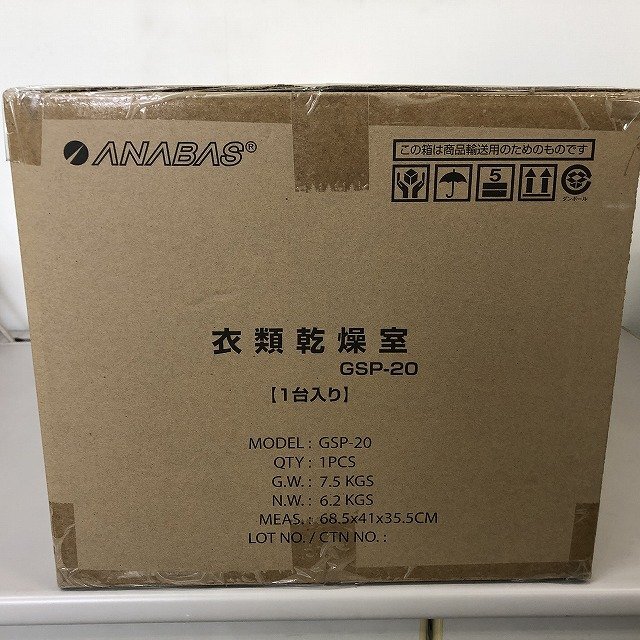 ANABAS®
この箱は商品輸送用のためのものです
5
ダンボール
衣類乾燥室
GSP-20
【1台入り】
MODEL : GSP-20
QTY : 1PCS
G.W. : 7.5 KGS
N.W. : 6.2 KGS
MEAS. : 68.5x41x35.5CM
LOT NO. / CTN NO. :